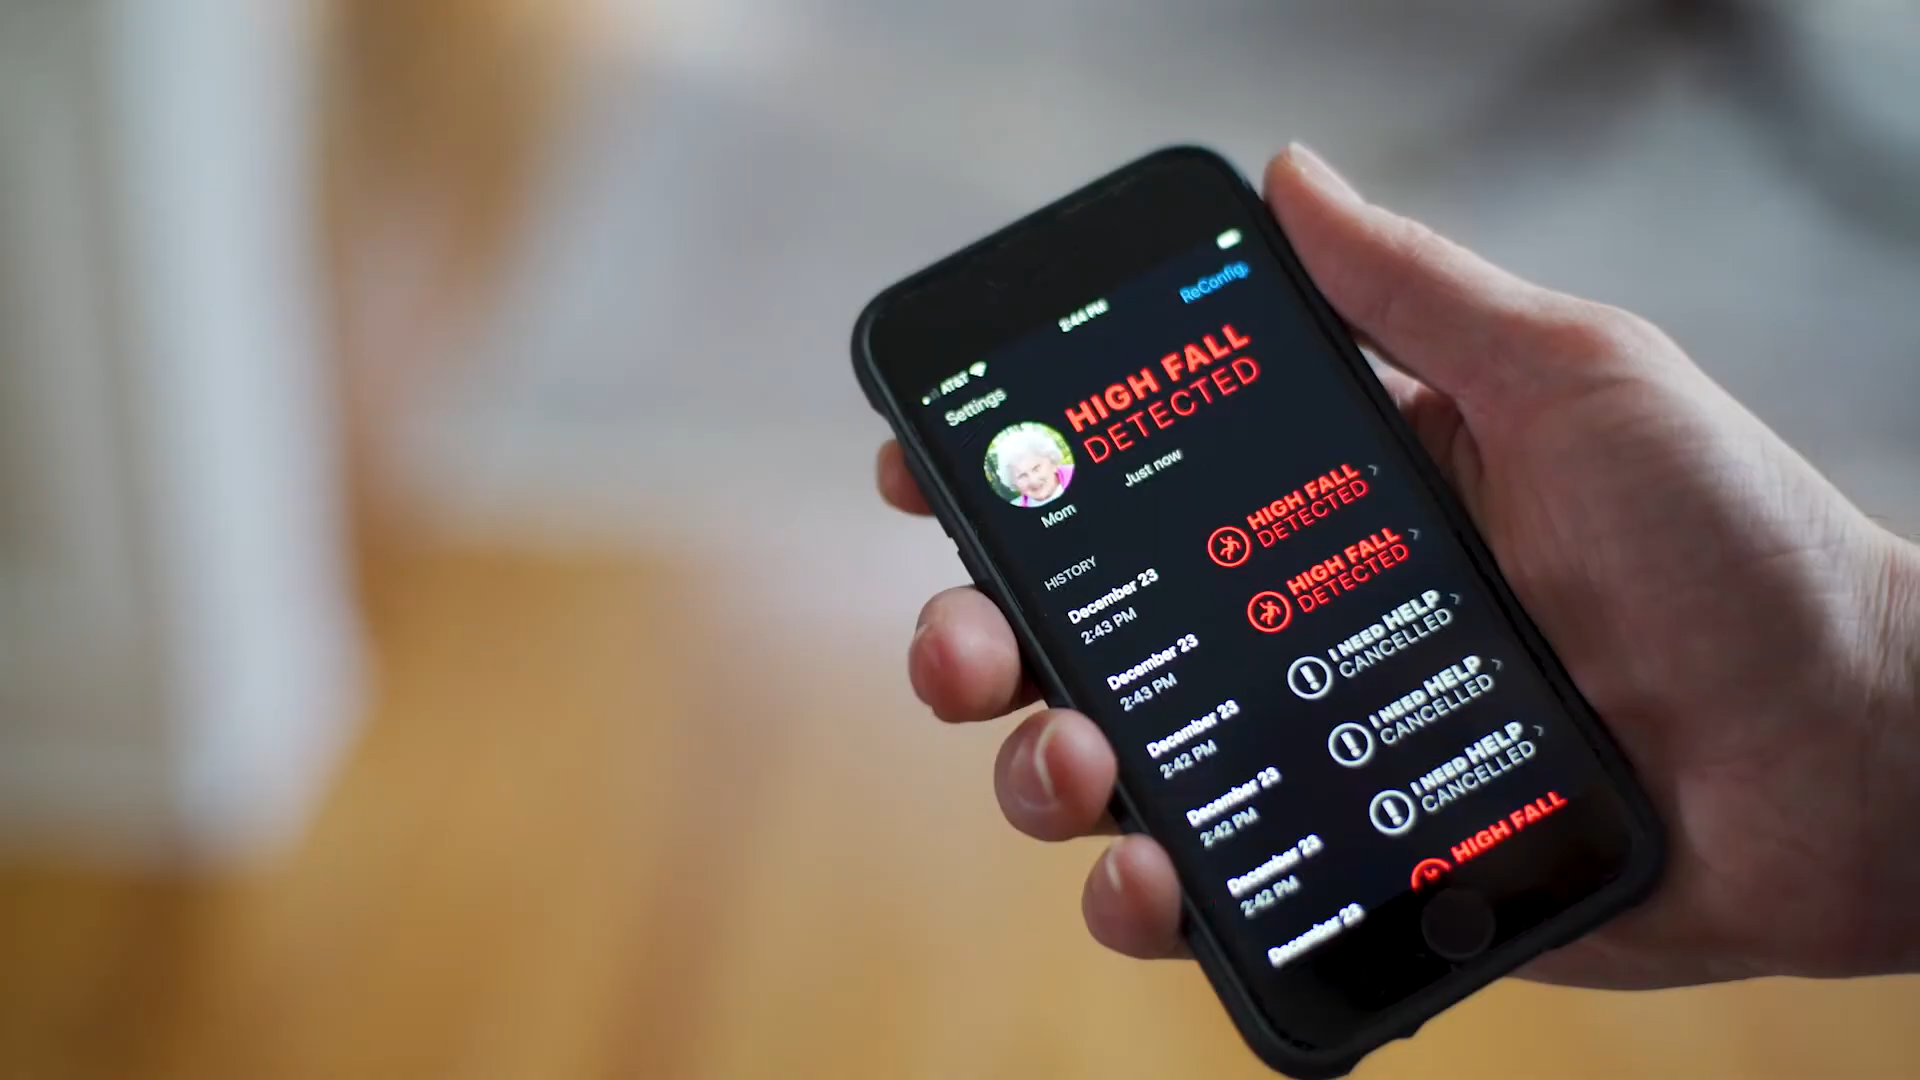 AT&T
2:44 PM
Settings
ReConfig
HIGH FALL
DETECTED
Just now
Mom
HISTORY
December 23
2:43 PM
HIGH FALL
DETECTED
December 23
2:43 PM
HIGH FALL
DETECTED
December 23
2:42 PM
I NEED HELP
CANCELLED
December 23
2:42 PM
I NEED HELP
CANCELLED
December 23
2:42 PM
I NEED HELP
CANCELLED
December 23
HIGH FALL